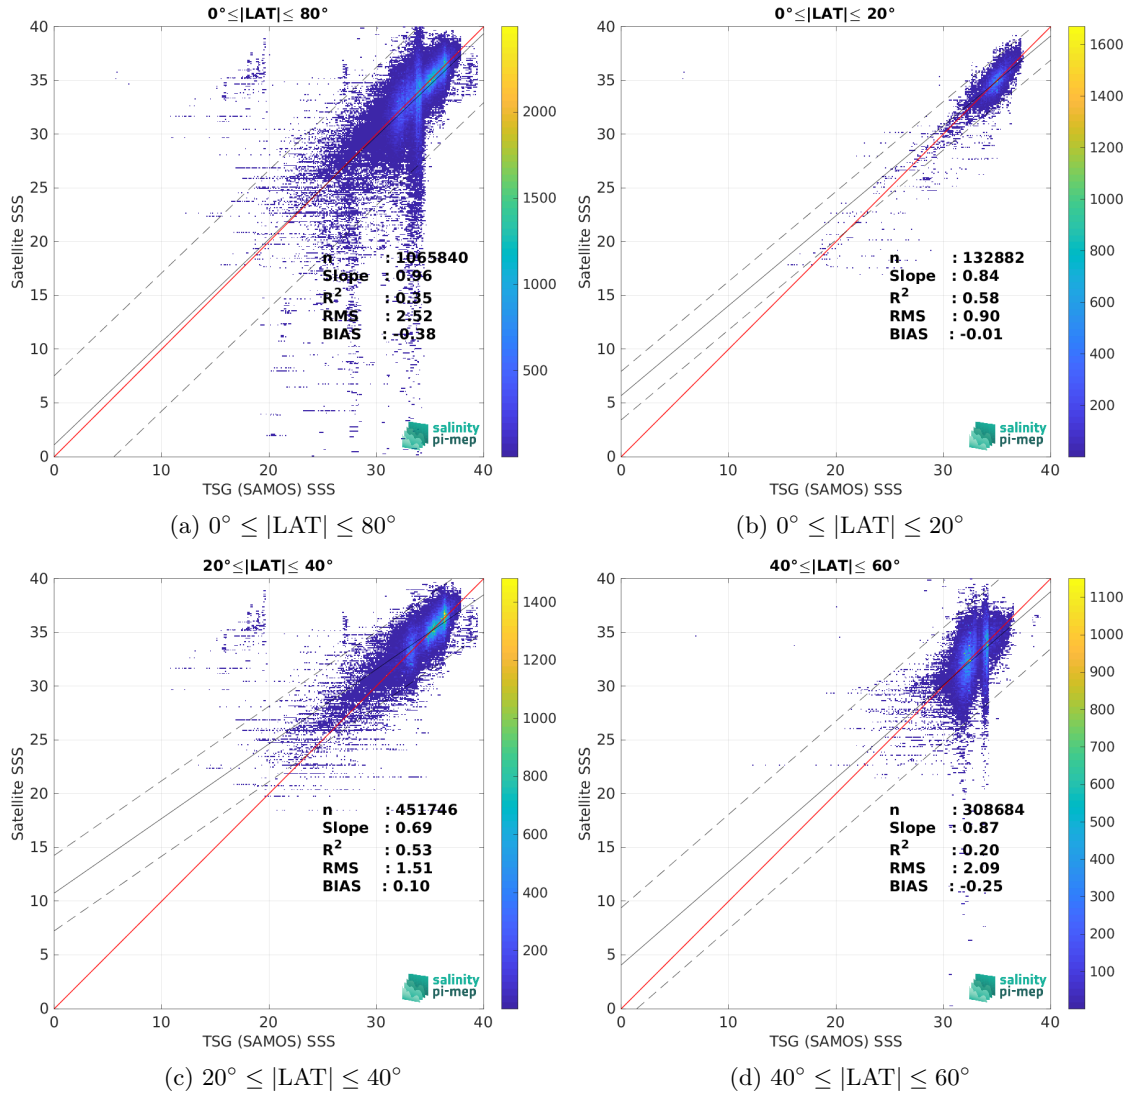 0°≤|LAT|≤ 80°
40
35
30
25
20
15
10
5
0
Satellite SSS
0
10
20
30
40
TSG (SAMOS) SSS
n : 1065840
Slope : 0.96
R² : 0.35
RMS : 2.52
BIAS : -0.38
salinity
pi-mep
2000
1500
1000
500
(a) 0° ≤ |LAT| ≤ 80°
0°≤|LAT|≤ 20°
40
35
30
25
20
15
10
5
0
Satellite SSS
0
10
20
30
40
TSG (SAMOS) SSS
n : 132882
Slope : 0.84
R² : 0.58
RMS : 0.90
BIAS : -0.01
salinity
pi-mep
1600
1400
1200
1000
800
600
400
200
(b) 0° ≤ |LAT| ≤ 20°
20°≤|LAT|≤ 40°
40
35
30
25
20
15
10
5
0
Satellite SSS
0
10
20
30
40
TSG (SAMOS) SSS
n : 451746
Slope : 0.69
R² : 0.53
RMS : 1.51
BIAS : 0.10
salinity
pi-mep
1400
1200
1000
800
600
400
200
(c) 20° ≤ |LAT| ≤ 40°
40°≤|LAT|≤ 60°
40
35
30
25
20
15
10
5
0
Satellite SSS
0
10
20
30
40
TSG (SAMOS) SSS
n : 308684
Slope : 0.87
R² : 0.20
RMS : 2.09
BIAS : -0.25
salinity
pi-mep
1100
1000
900
800
700
600
500
400
300
200
100
(d) 40° ≤ |LAT| ≤ 60°